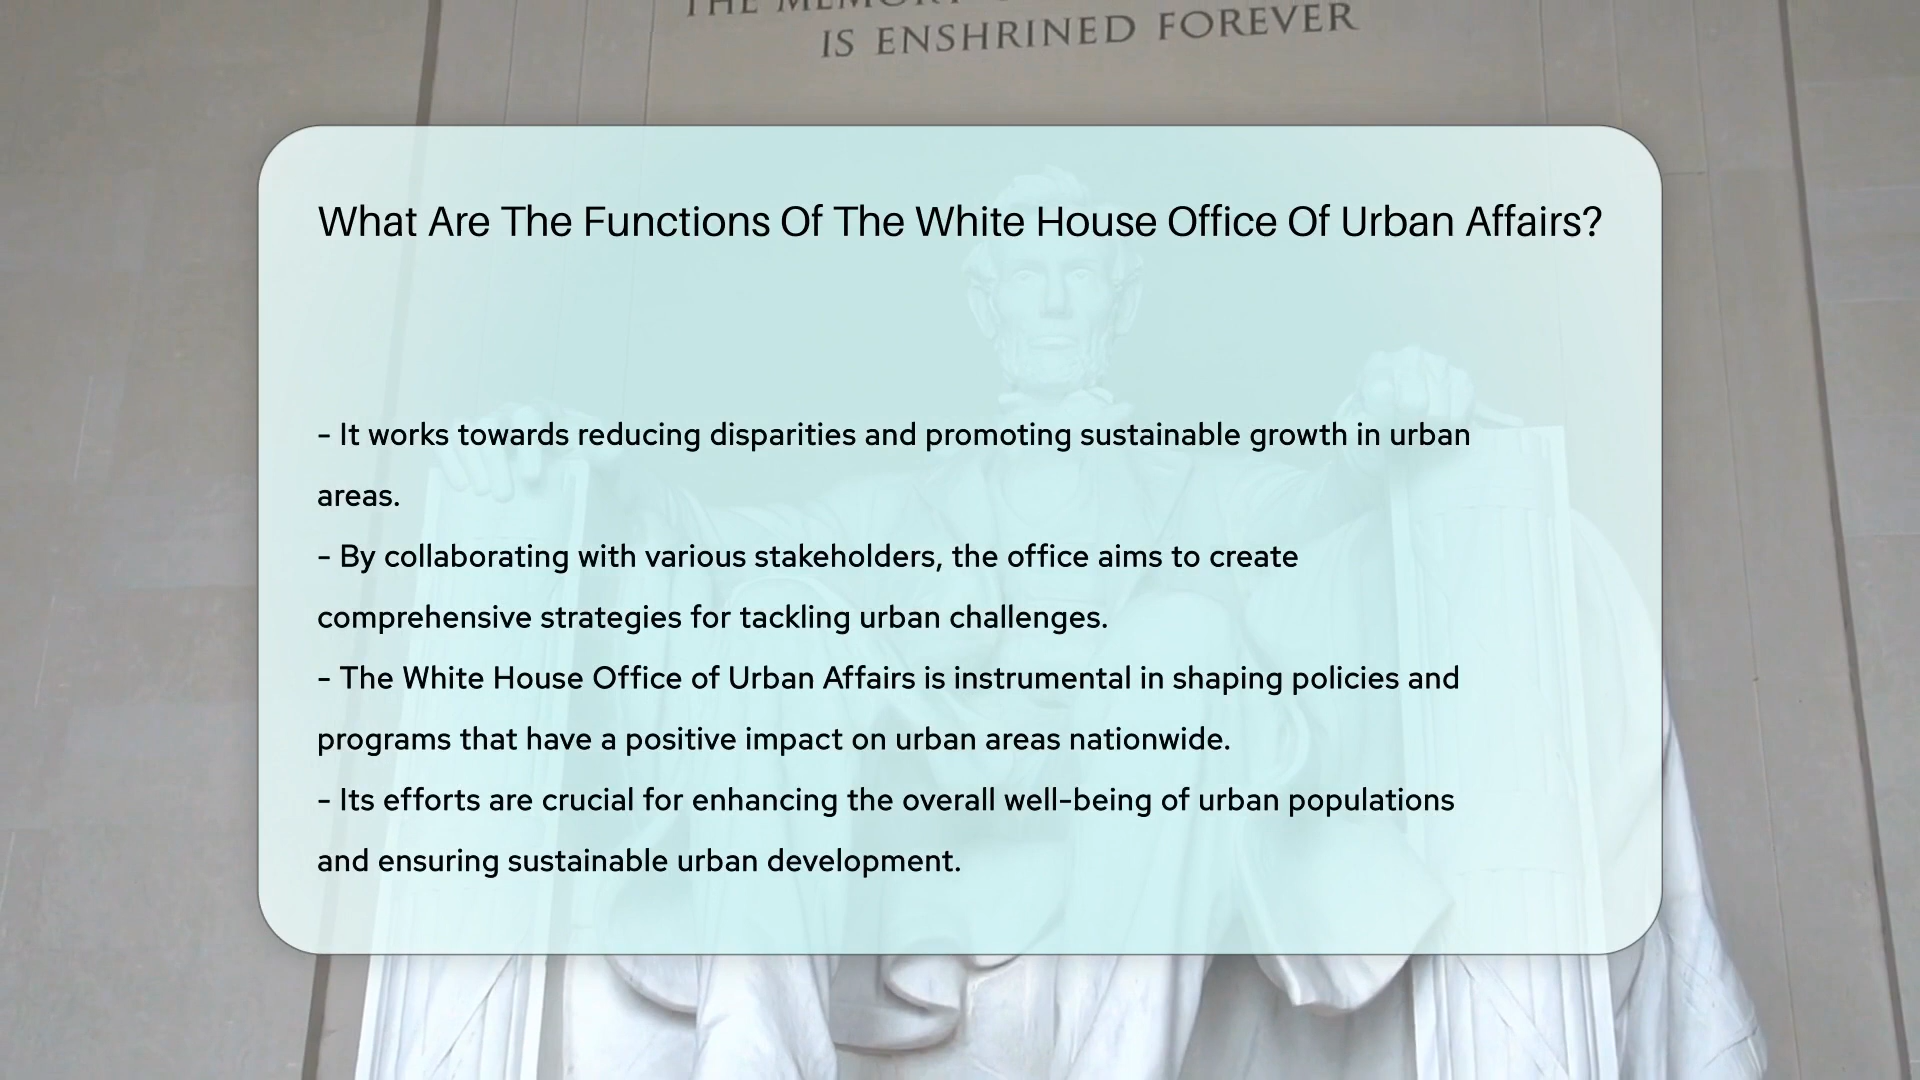 THE MEMORY
IS ENSHRINED FOREVER
What Are The Functions Of The White House Office Of Urban Affairs?
- It works towards reducing disparities and promoting sustainable growth in urban
areas.
- By collaborating with various stakeholders, the office aims to create
comprehensive strategies for tackling urban challenges.
- The White House Office of Urban Affairs is instrumental in shaping policies and
programs that have a positive impact on urban areas nationwide.
- Its efforts are crucial for enhancing the overall well-being of urban populations
and ensuring sustainable urban development.